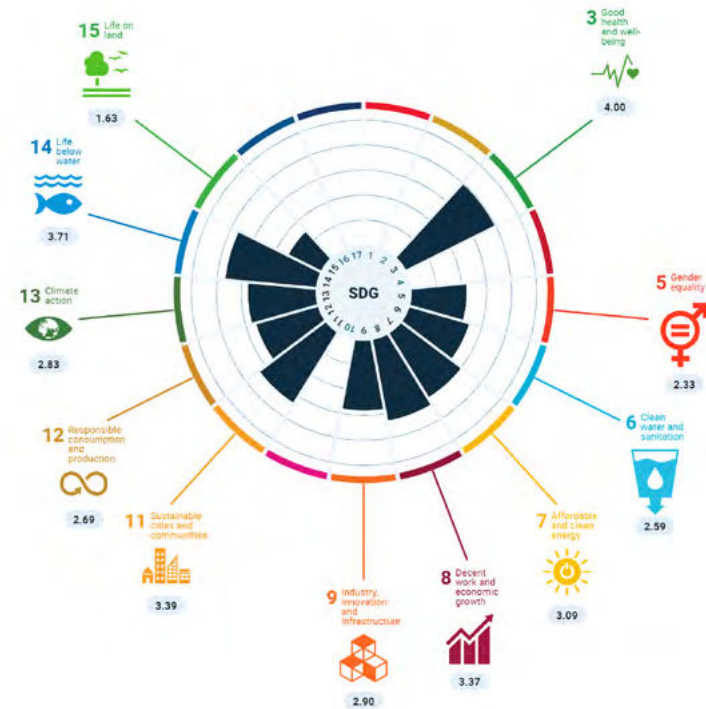 15 Life on
land
1.63
3 Good
health
and well-
being
4.00
14 Life
below
water
3.71
13 Climate
action
2.83
12 Responsible
consumption
and
production
2.69
11 Sustainable
cities and
communities
3.39
9 Industry,
innovation
and
infrastructure
2.90
8 Decent
work and
economic
growth
3.37
7 Affordable
and clean
energy
3.09
6 Clean
water and
sanitation
2.59
5 Gender
equality
2.33
SDG
1
2
3
4
5
6
7
8
9
10
11
12
13
14
15
16
17